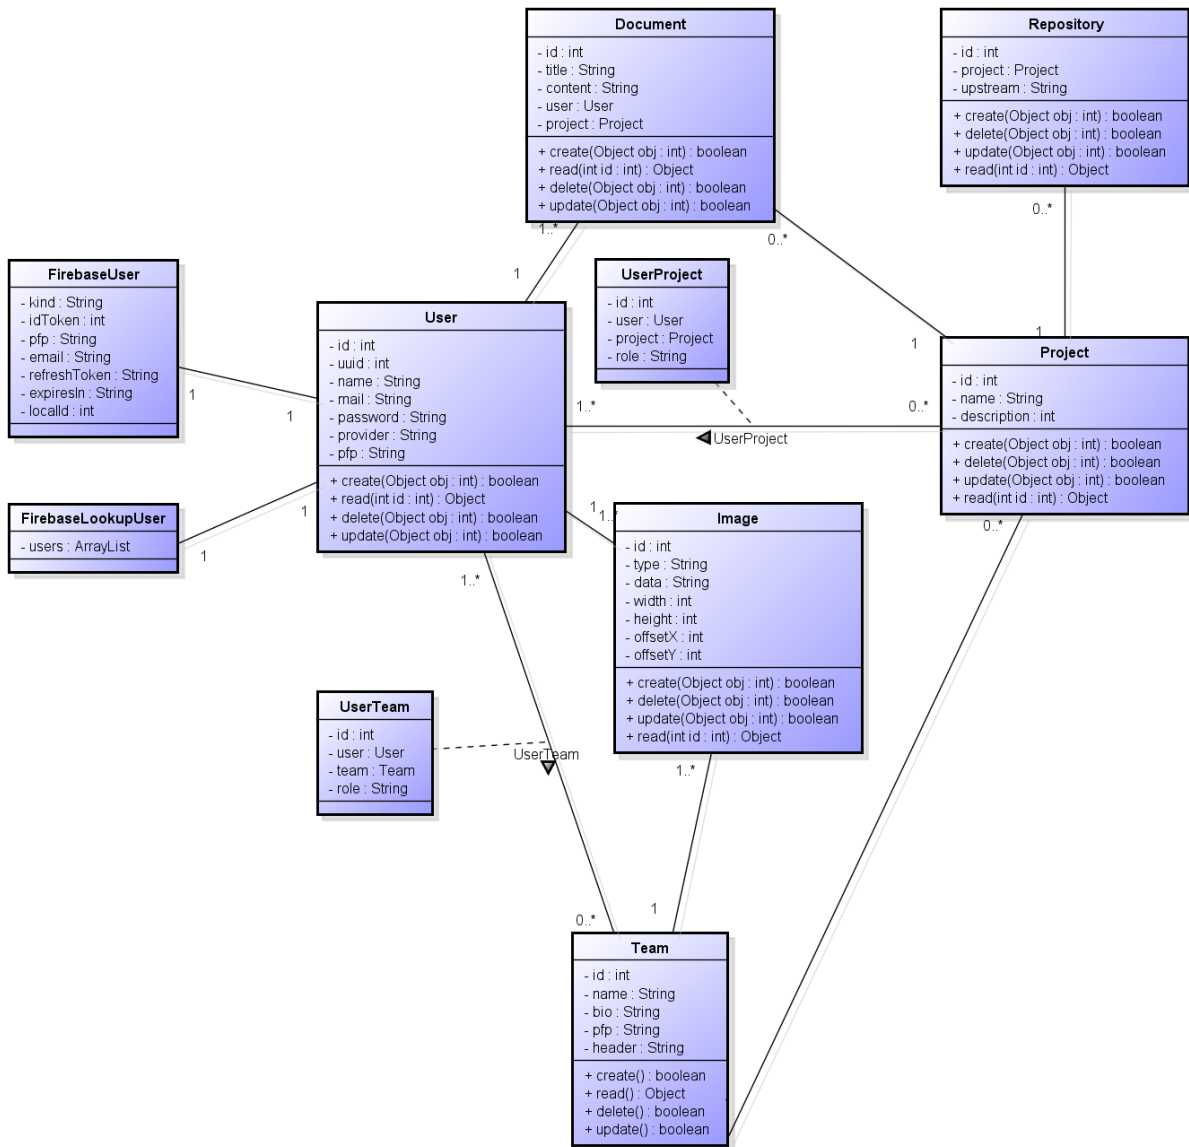 Document
- id : int
- title : String
- content : String
- user : User
- project : Project
+ create(Object obj : int) : boolean
+ read(int id : int) : Object
+ delete(Object obj : int) : boolean
+ update(Object obj : int) : boolean
Repository
- id : int
- project : Project
- upstream : String
+ create(Object obj : int) : boolean
+ delete(Object obj : int) : boolean
+ update(Object obj : int) : boolean
+ read(int id : int) : Object
1..*
0..*
0..*
1
1
1
FirebaseUser
- kind : String
- idToken : int
- pfp : String
- email : String
- refreshToken : String
- expiresIn : String
- localId : int
1
1
User
- id : int
- uuid : int
- name : String
- mail : String
- password : String
- provider : String
- pfp : String
+ create(Object obj : int) : boolean
+ read(int id : int) : Object
+ delete(Object obj : int) : boolean
+ update(Object obj : int) : boolean
UserProject
- id : int
- user : User
- project : Project
- role : String
1..*
0..*
UserProject
Project
- id : int
- name : String
- description : int
+ create(Object obj : int) : boolean
+ delete(Object obj : int) : boolean
+ update(Object obj : int) : boolean
+ read(int id : int) : Object
0..*
FirebaseLookupUser
- users : ArrayList
1
1
1
1..*
Image
- id : int
- type : String
- data : String
- width : int
- height : int
- offsetX : int
- offsetY : int
+ create(Object obj : int) : boolean
+ delete(Object obj : int) : boolean
+ update(Object obj : int) : boolean
+ read(int id : int) : Object
1..*
1..*
UserTeam
- id : int
- user : User
- team : Team
- role : String
UserTeam
0..*
1
Team
- id : int
- name : String
- bio : String
- pfp : String
- header : String
+ create() : boolean
+ read() : Object
+ delete() : boolean
+ update() : boolean